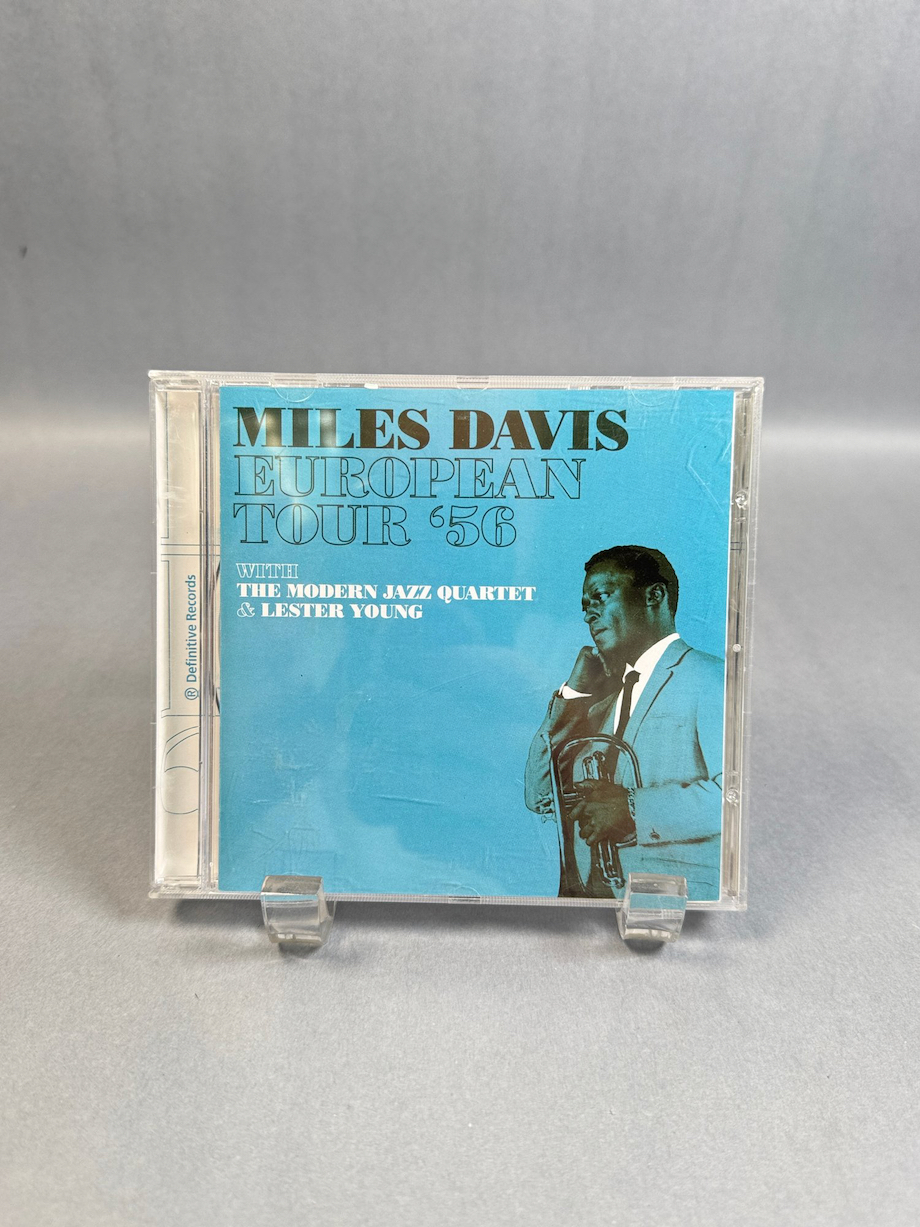 MILES DAVIS
EUROPEAN
TOUR ‘56
WITH
THE MODERN JAZZ QUARTET
& LESTER YOUNG
® Definitive Records